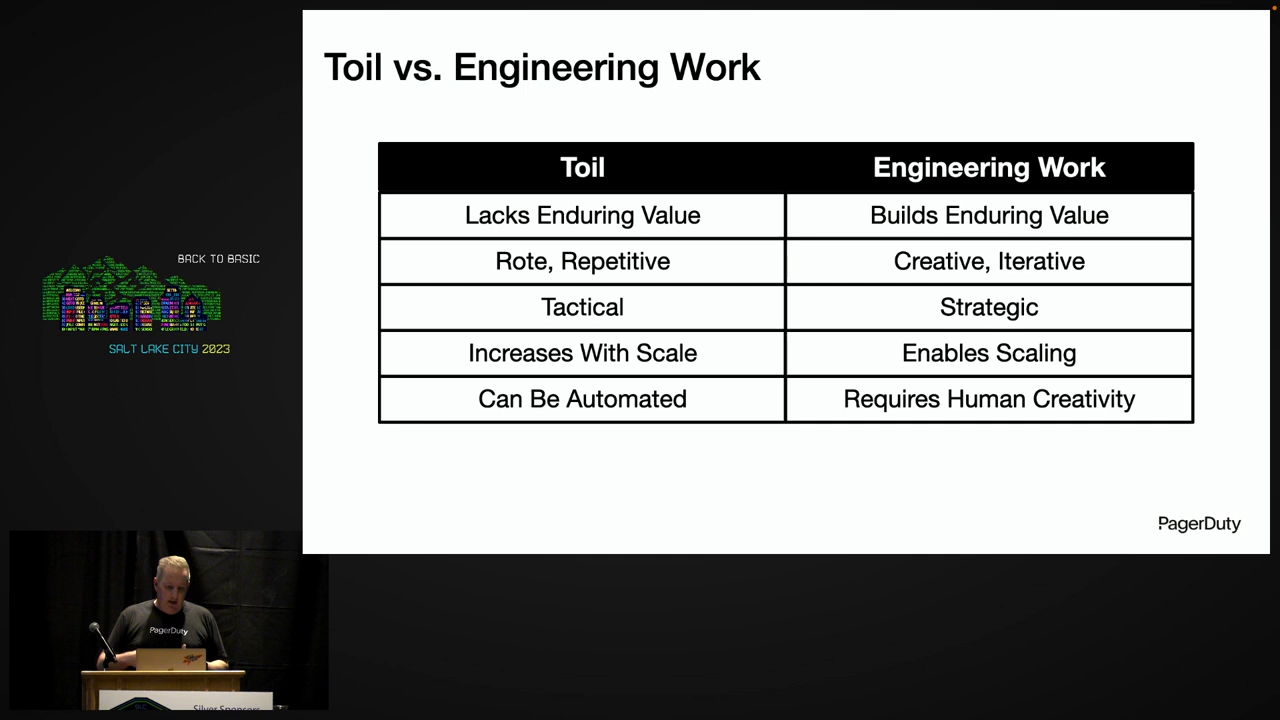 Toil vs. Engineering Work
Toil Engineering Work
Lacks Enduring Value Builds Enduring Value
Rote, Repetitive Creative, Iterative
Tactical Strategic
Increases With Scale Enables Scaling
Can Be Automated Requires Human Creativity
PagerDuty
BACK TO BASIC
SALT LAKE CITY 2023
PagerDuty
Silver Sponsors